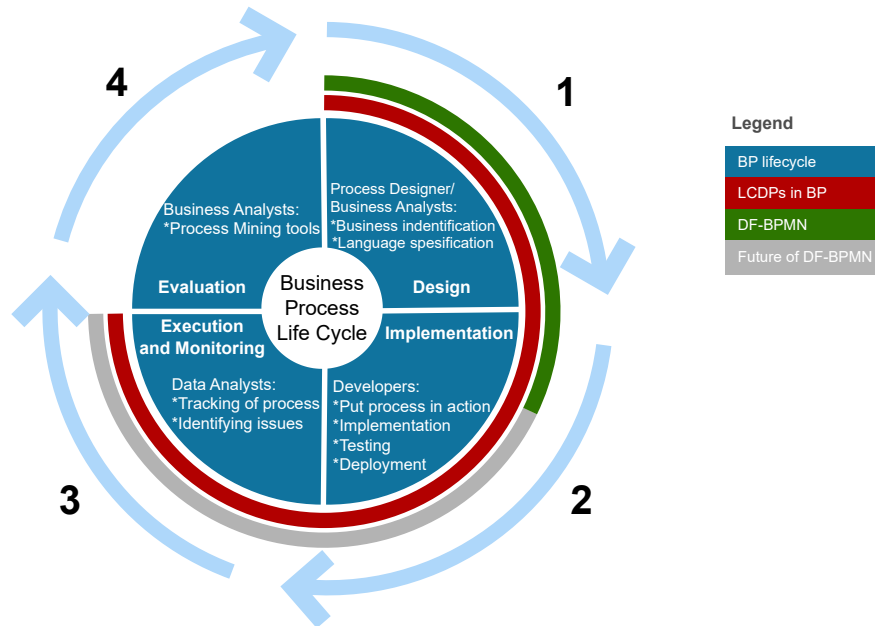 4
1
Legend
BP lifecycle
LCDPs in BP
DF-BPMN
Future of DF-BPMN
Business Analysts:
*Process Mining tools
Evaluation
Process Designer/
Business Analysts:
*Business indentification
*Language spesification
Design
Business
Process
Life Cycle
Execution
and Monitoring
Data Analysts:
*Tracking of process
*Identifying issues
Implementation
Developers:
*Put process in action
*Implementation
*Testing
*Deployment
3
2